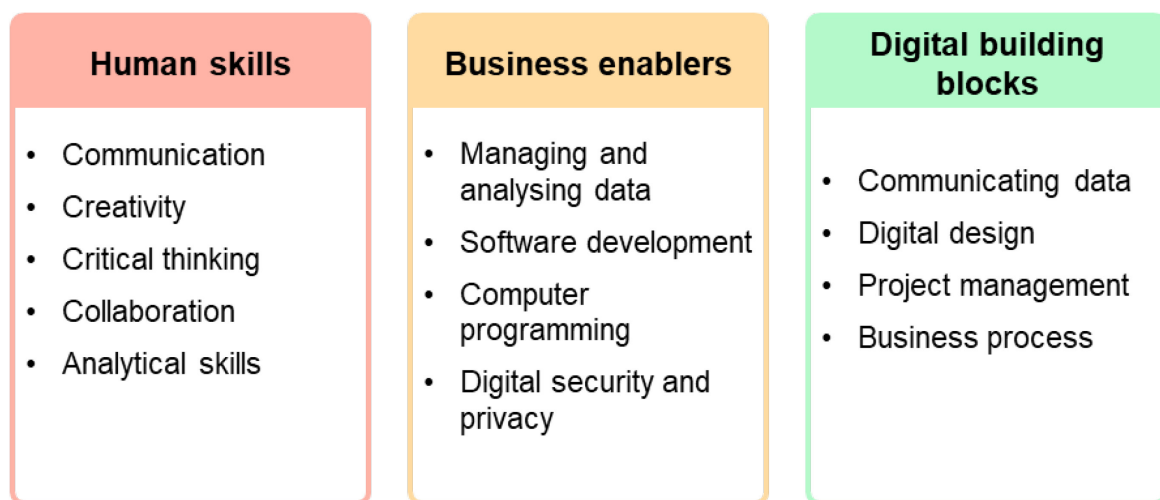 Human skills
• Communication
• Creativity
• Critical thinking
• Collaboration
• Analytical skills
Business enablers
• Managing and
analysing data
• Software development
• Computer
programming
• Digital security and
privacy
Digital building
blocks
• Communicating data
• Digital design
• Project management
• Business process